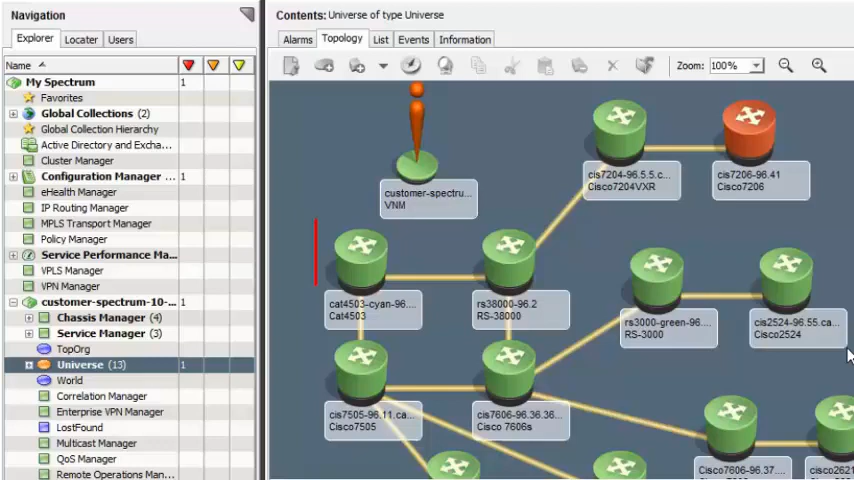 Navigation
Explorer
Locater
Users
Name
My Spectrum 1
Favorites
Global Collections (2)
Global Collection Hierarchy
Active Directory and Excha...
Cluster Manager
Configuration Manager ... 1
eHealth Manager
IP Routing Manager
MPLS Transport Manager
Policy Manager
Service Performance Ma...
VPLS Manager
VPN Manager
customer-spectrum-10-... 1
Chassis Manager (4)
Service Manager (3)
TopOrg
Universe (13) 1
World
Correlation Manager
Enterprise VPN Manager
LostFound
Multicast Manager
QoS Manager
Remote Operations Man...
Contents: Universe of type Universe
Alarms
Topology
List
Events
Information
Zoom: 100%
customer-spectru...
VNM
cis7204-96.5.5.c...
Cisco7204VXR
cis7206-96.41
Cisco7206
cat4503-cyan-96....
Cat4503
rs38000-96.2
RS-38000
rs3000-green-96....
RS-3000
cis2524-96.55.ca...
Cisco2524
cis7505-96.11.ca...
Cisco7505
cis7606-96.36.36...
Cisco 7606s
Cisco7606-96.37....
cisco2621